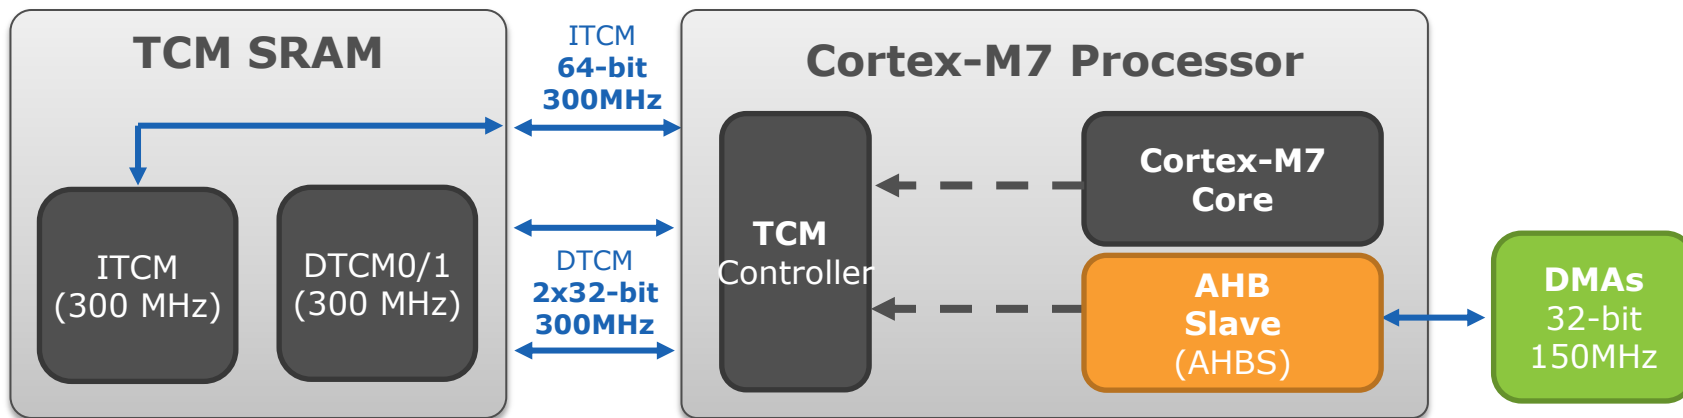 TCM SRAM
ITCM
(300 MHz)
DTCM0/1
(300 MHz)
ITCM
64-bit
300MHz
DTCM
2x32-bit
300MHz
Cortex-M7 Processor
TCM
Controller
Cortex-M7
Core
AHB
Slave
(AHBS)
DMAs
32-bit
150MHz